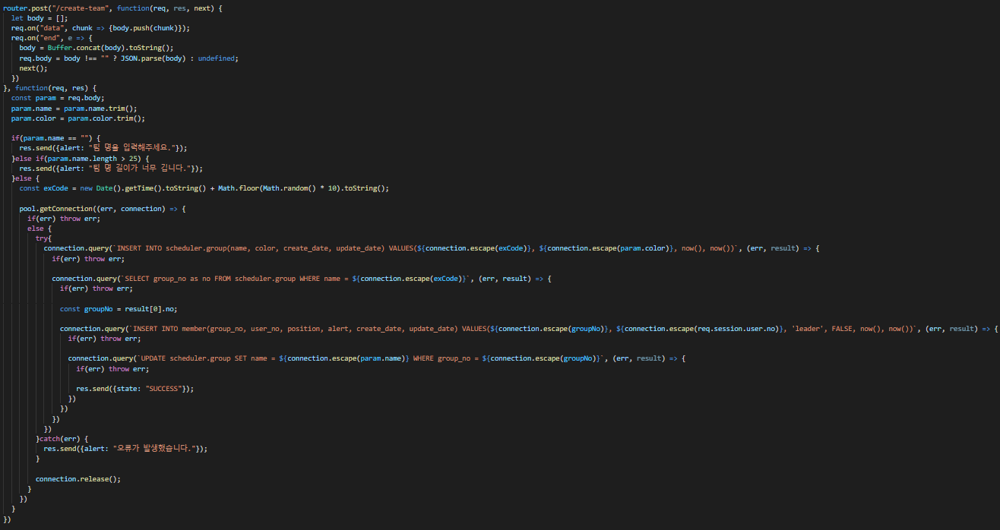 router.post("/create-team", function(req, res, next) {
  let body = [];
  req.on("data", chunk => {body.push(chunk)});
  req.on("end", e => {
    body = Buffer.concat(body).toString();
    req.body = body !== "" ? JSON.parse(body) : undefined;
    next();
  })
}, function(req, res) {
  const param = req.body;
  param.name = param.name.trim();
  param.color = param.color.trim();

  if(param.name == "") {
    res.send({alert: "팀 명을 입력해주세요."});
  }else if(param.name.length > 25) {
    res.send({alert: "팀 명 길이가 너무 깁니다."});
  }else {
    const exCode = new Date().getTime().toString() + Math.floor(Math.random() * 10).toString();

    pool.getConnection((err, connection) => {
      if(err) throw err;
      else {
        try{
          connection.query(`INSERT INTO scheduler.group(name, color, create_date, update_date) VALUES(${connection.escape(exCode)}, ${connection.escape(param.color)}, now(), now())`, (err, result) => {
            if(err) throw err;

            connection.query(`SELECT group_no as no FROM scheduler.group WHERE name = ${connection.escape(exCode)}`, (err, result) => {
              if(err) throw err;

              const groupNo = result[0].no;

              connection.query(`INSERT INTO member(group_no, user_no, position, alert, create_date, update_date) VALUES(${connection.escape(groupNo)}, ${connection.escape(req.session.user.no)}, 'leader', FALSE, now(), now())`, (err, result) => {
                if(err) throw err;

                connection.query(`UPDATE scheduler.group SET name = ${connection.escape(param.name)} WHERE group_no = ${connection.escape(groupNo)}`, (err, result) => {
                  if(err) throw err;

                  res.send({state: "SUCCESS"});
                })
              })
            })
          })
        }catch(err) {
          res.send({alert: "오류가 발생했습니다."});
        }

        connection.release();
      }
    })
  }
})